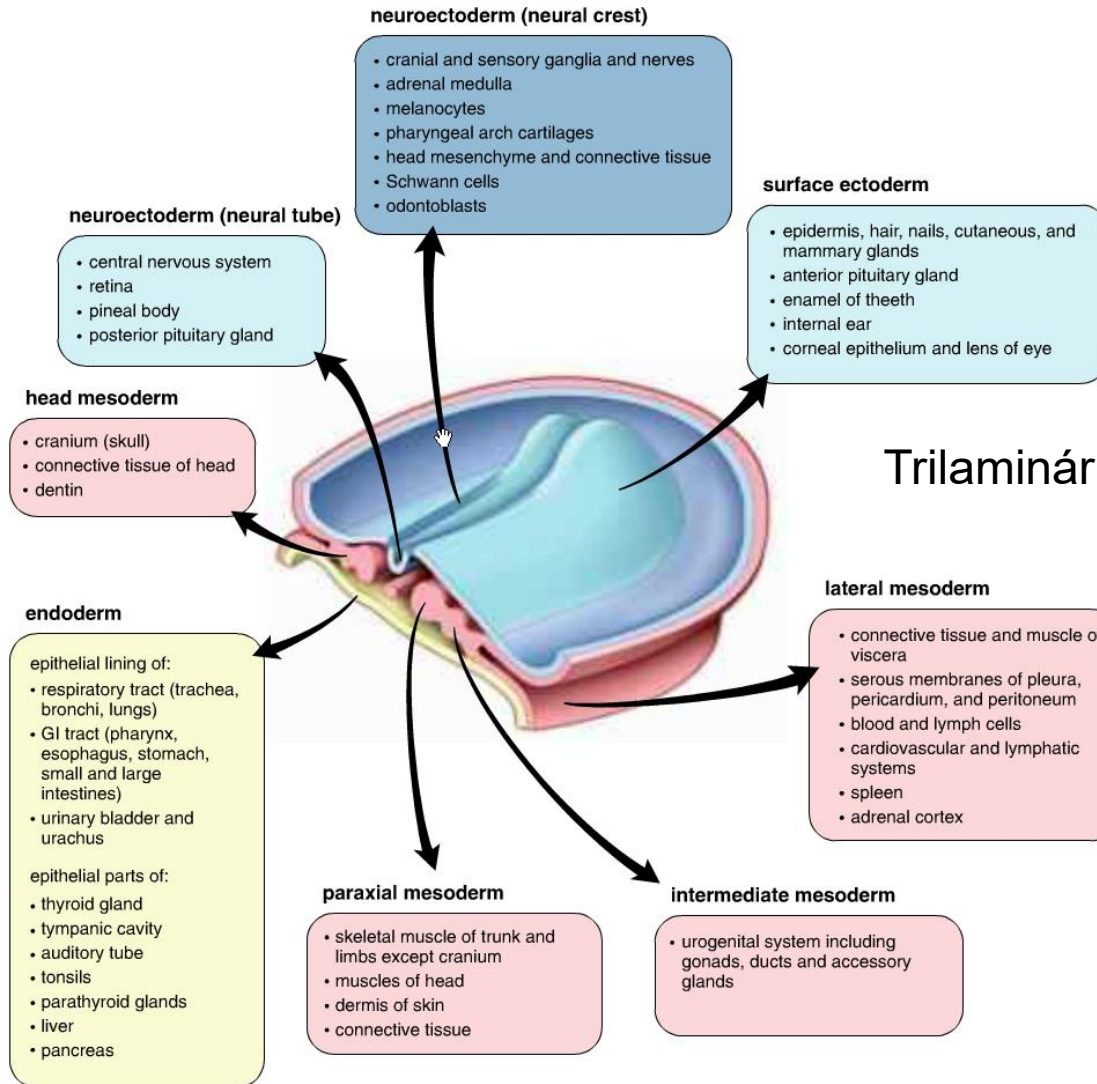 neuroectoderm (neural crest)
• cranial and sensory ganglia and nerves
• adrenal medulla
• melanocytes
• pharyngeal arch cartilages
• head mesenchyme and connective tissue
• Schwann cells
• odontoblasts
surface ectoderm
• epidermis, hair, nails, cutaneous, and
mammary glands
• anterior pituitary gland
• enamel of theeth
• internal ear
• corneal epithelium and lens of eye
neuroectoderm (neural tube)
• central nervous system
• retina
• pineal body
• posterior pituitary gland
head mesoderm
• cranium (skull)
• connective tissue of head
• dentin
Trilaminár
endoderm
epithelial lining of:
• respiratory tract (trachea,
bronchi, lungs)
• GI tract (pharynx,
esophagus, stomach,
small and large
intestines)
• urinary bladder and
urachus
epithelial parts of:
• thyroid gland
• tympanic cavity
• auditory tube
• tonsils
• parathyroid glands
• liver
• pancreas
lateral mesoderm
• connective tissue and muscle o
viscera
• serous membranes of pleura,
pericardium, and peritoneum
• blood and lymph cells
• cardiovascular and lymphatic
systems
• spleen
• adrenal cortex
paraxial mesoderm
• skeletal muscle of trunk and
limbs except cranium
• muscles of head
• dermis of skin
• connective tissue
intermediate mesoderm
• urogenital system including
gonads, ducts and accessory
glands